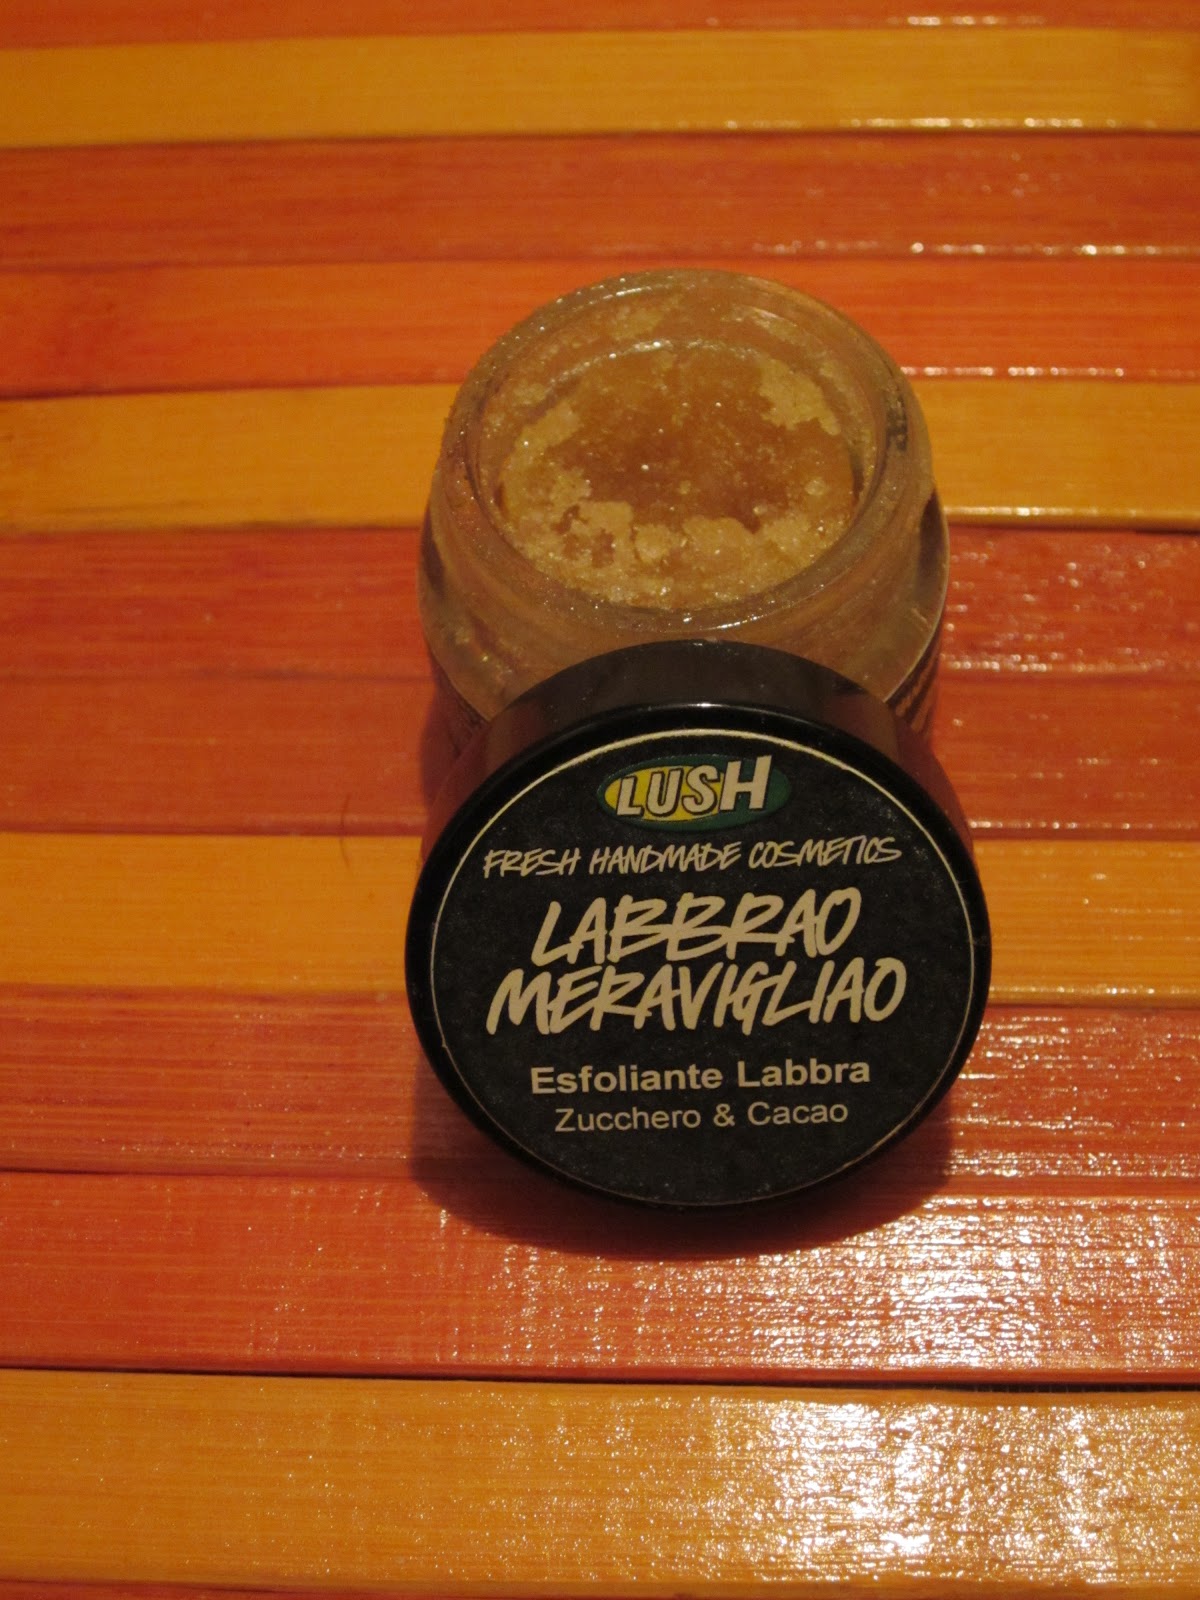 LUSH
FRESH HANDMADE COSMETICS
LABBRAO
MERAVIGLIAO
Esfoliante Labbra
Zucchero & Cacao